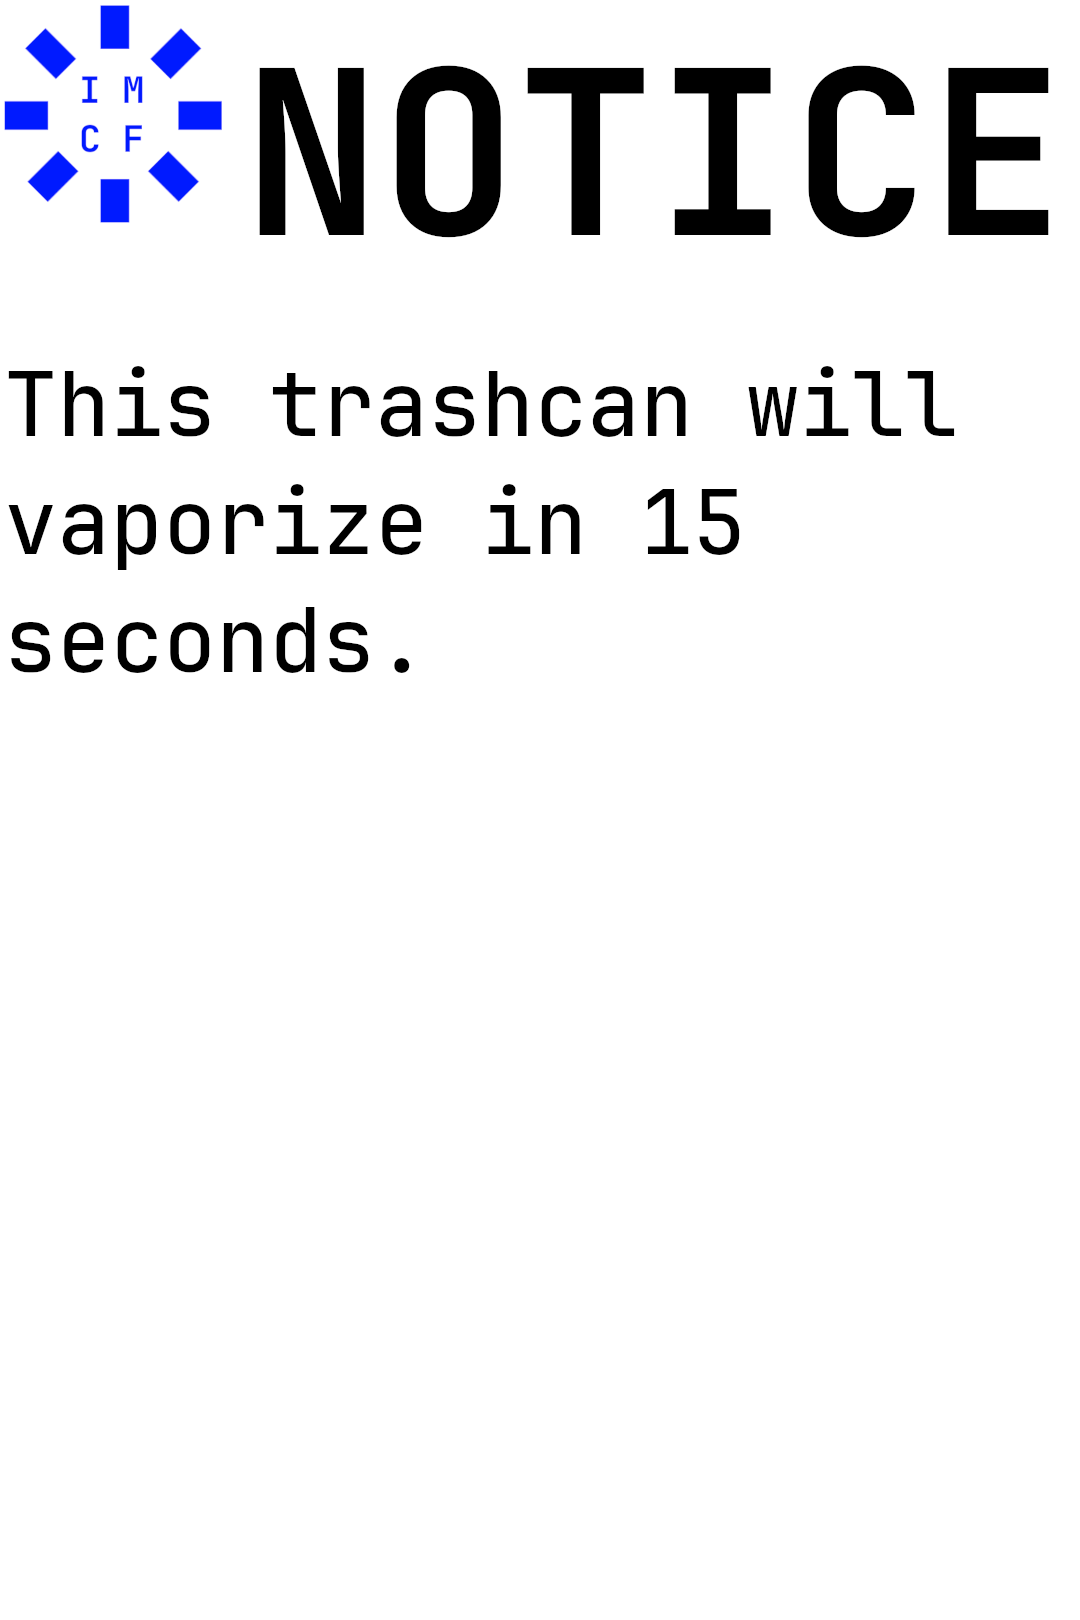 I M
C F
NOTICE
This trashcan will
vaporize in 15
seconds.